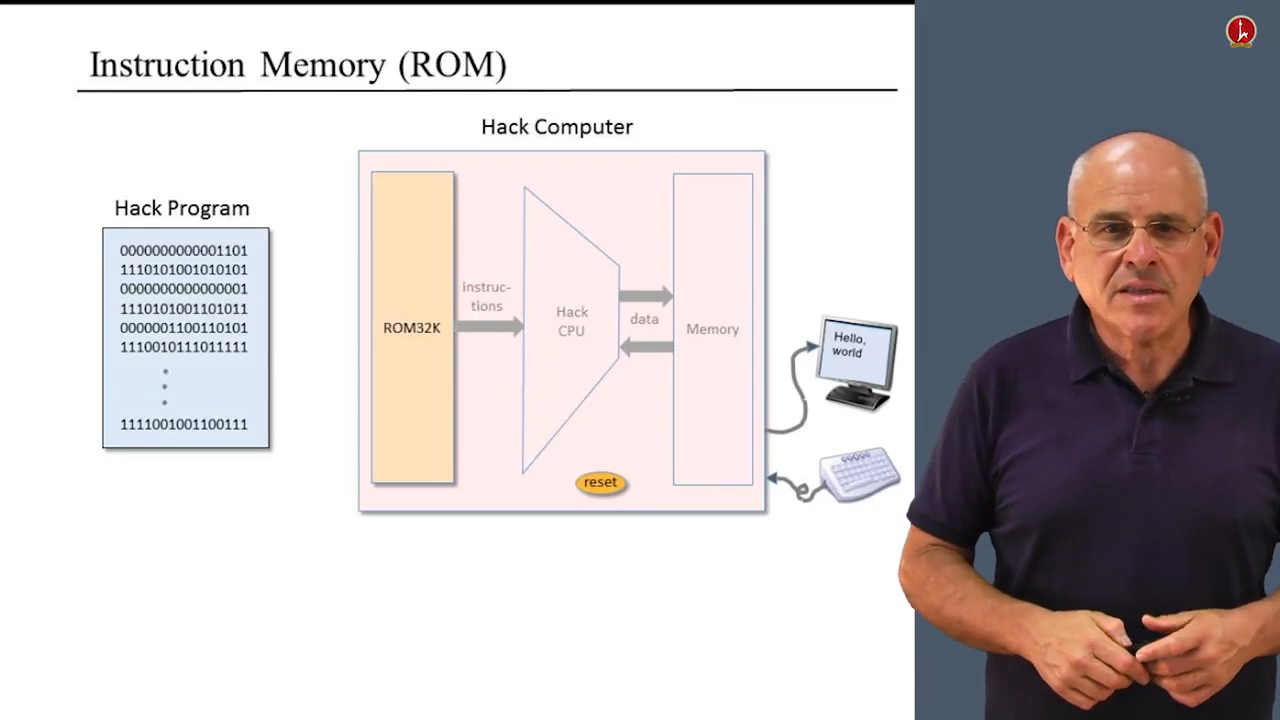 Instruction Memory (ROM)
Hack Computer
Hack Program
0000000000001101
1110101001010101
0000000000000001
1110101001101011
0000001100110101
1110010111011111
1111001001100111
ROM32K
instruc-
tions
Hack
CPU
data
Memory
reset
Hello,
world